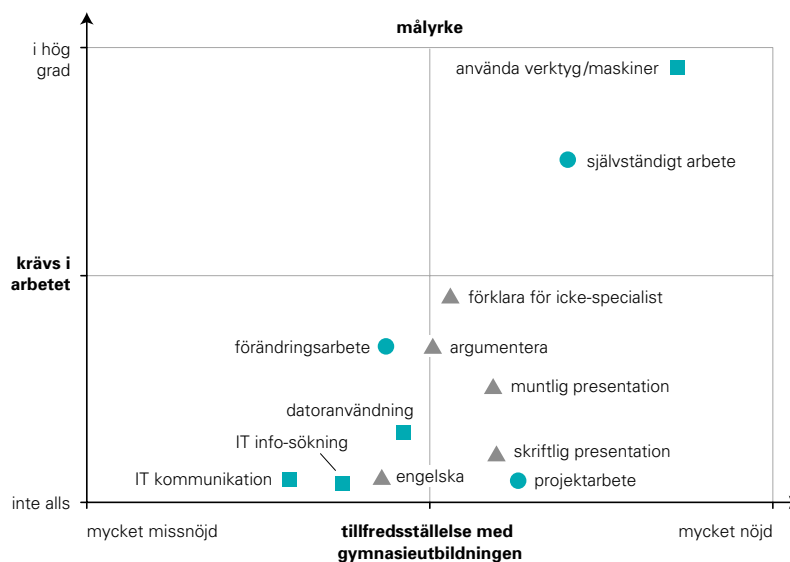 målyrke
i hög
grad
använda verktyg/maskiner
självständigt arbete
krävs i
arbetet
förklara för icke-specialist
förändringsarbete
argumentera
muntlig presentation
datoranvändning
IT info-sökning
skriftlig presentation
IT kommunikation
engelska
projektarbete
inte alls
mycket missnöjd
tillfredsställelse med
gymnasieutbildningen
mycket nöjd